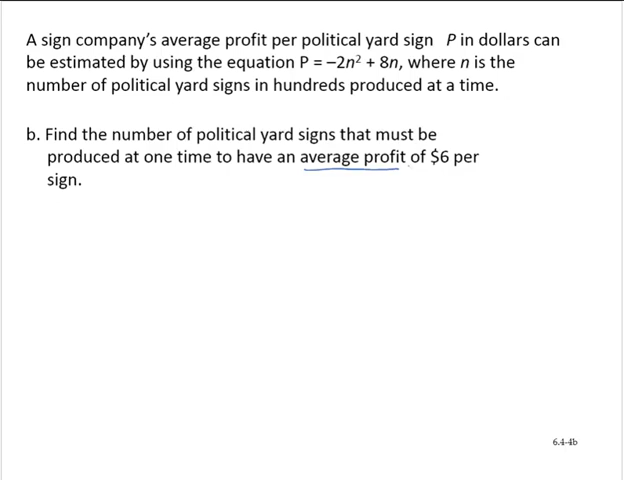 A sign company’s average profit per political yard sign P in dollars can
be estimated by using the equation P = –2n² + 8n, where n is the
number of political yard signs in hundreds produced at a time.
b. Find the number of political yard signs that must be
produced at one time to have an average profit of $6 per
sign.
6.4-4b